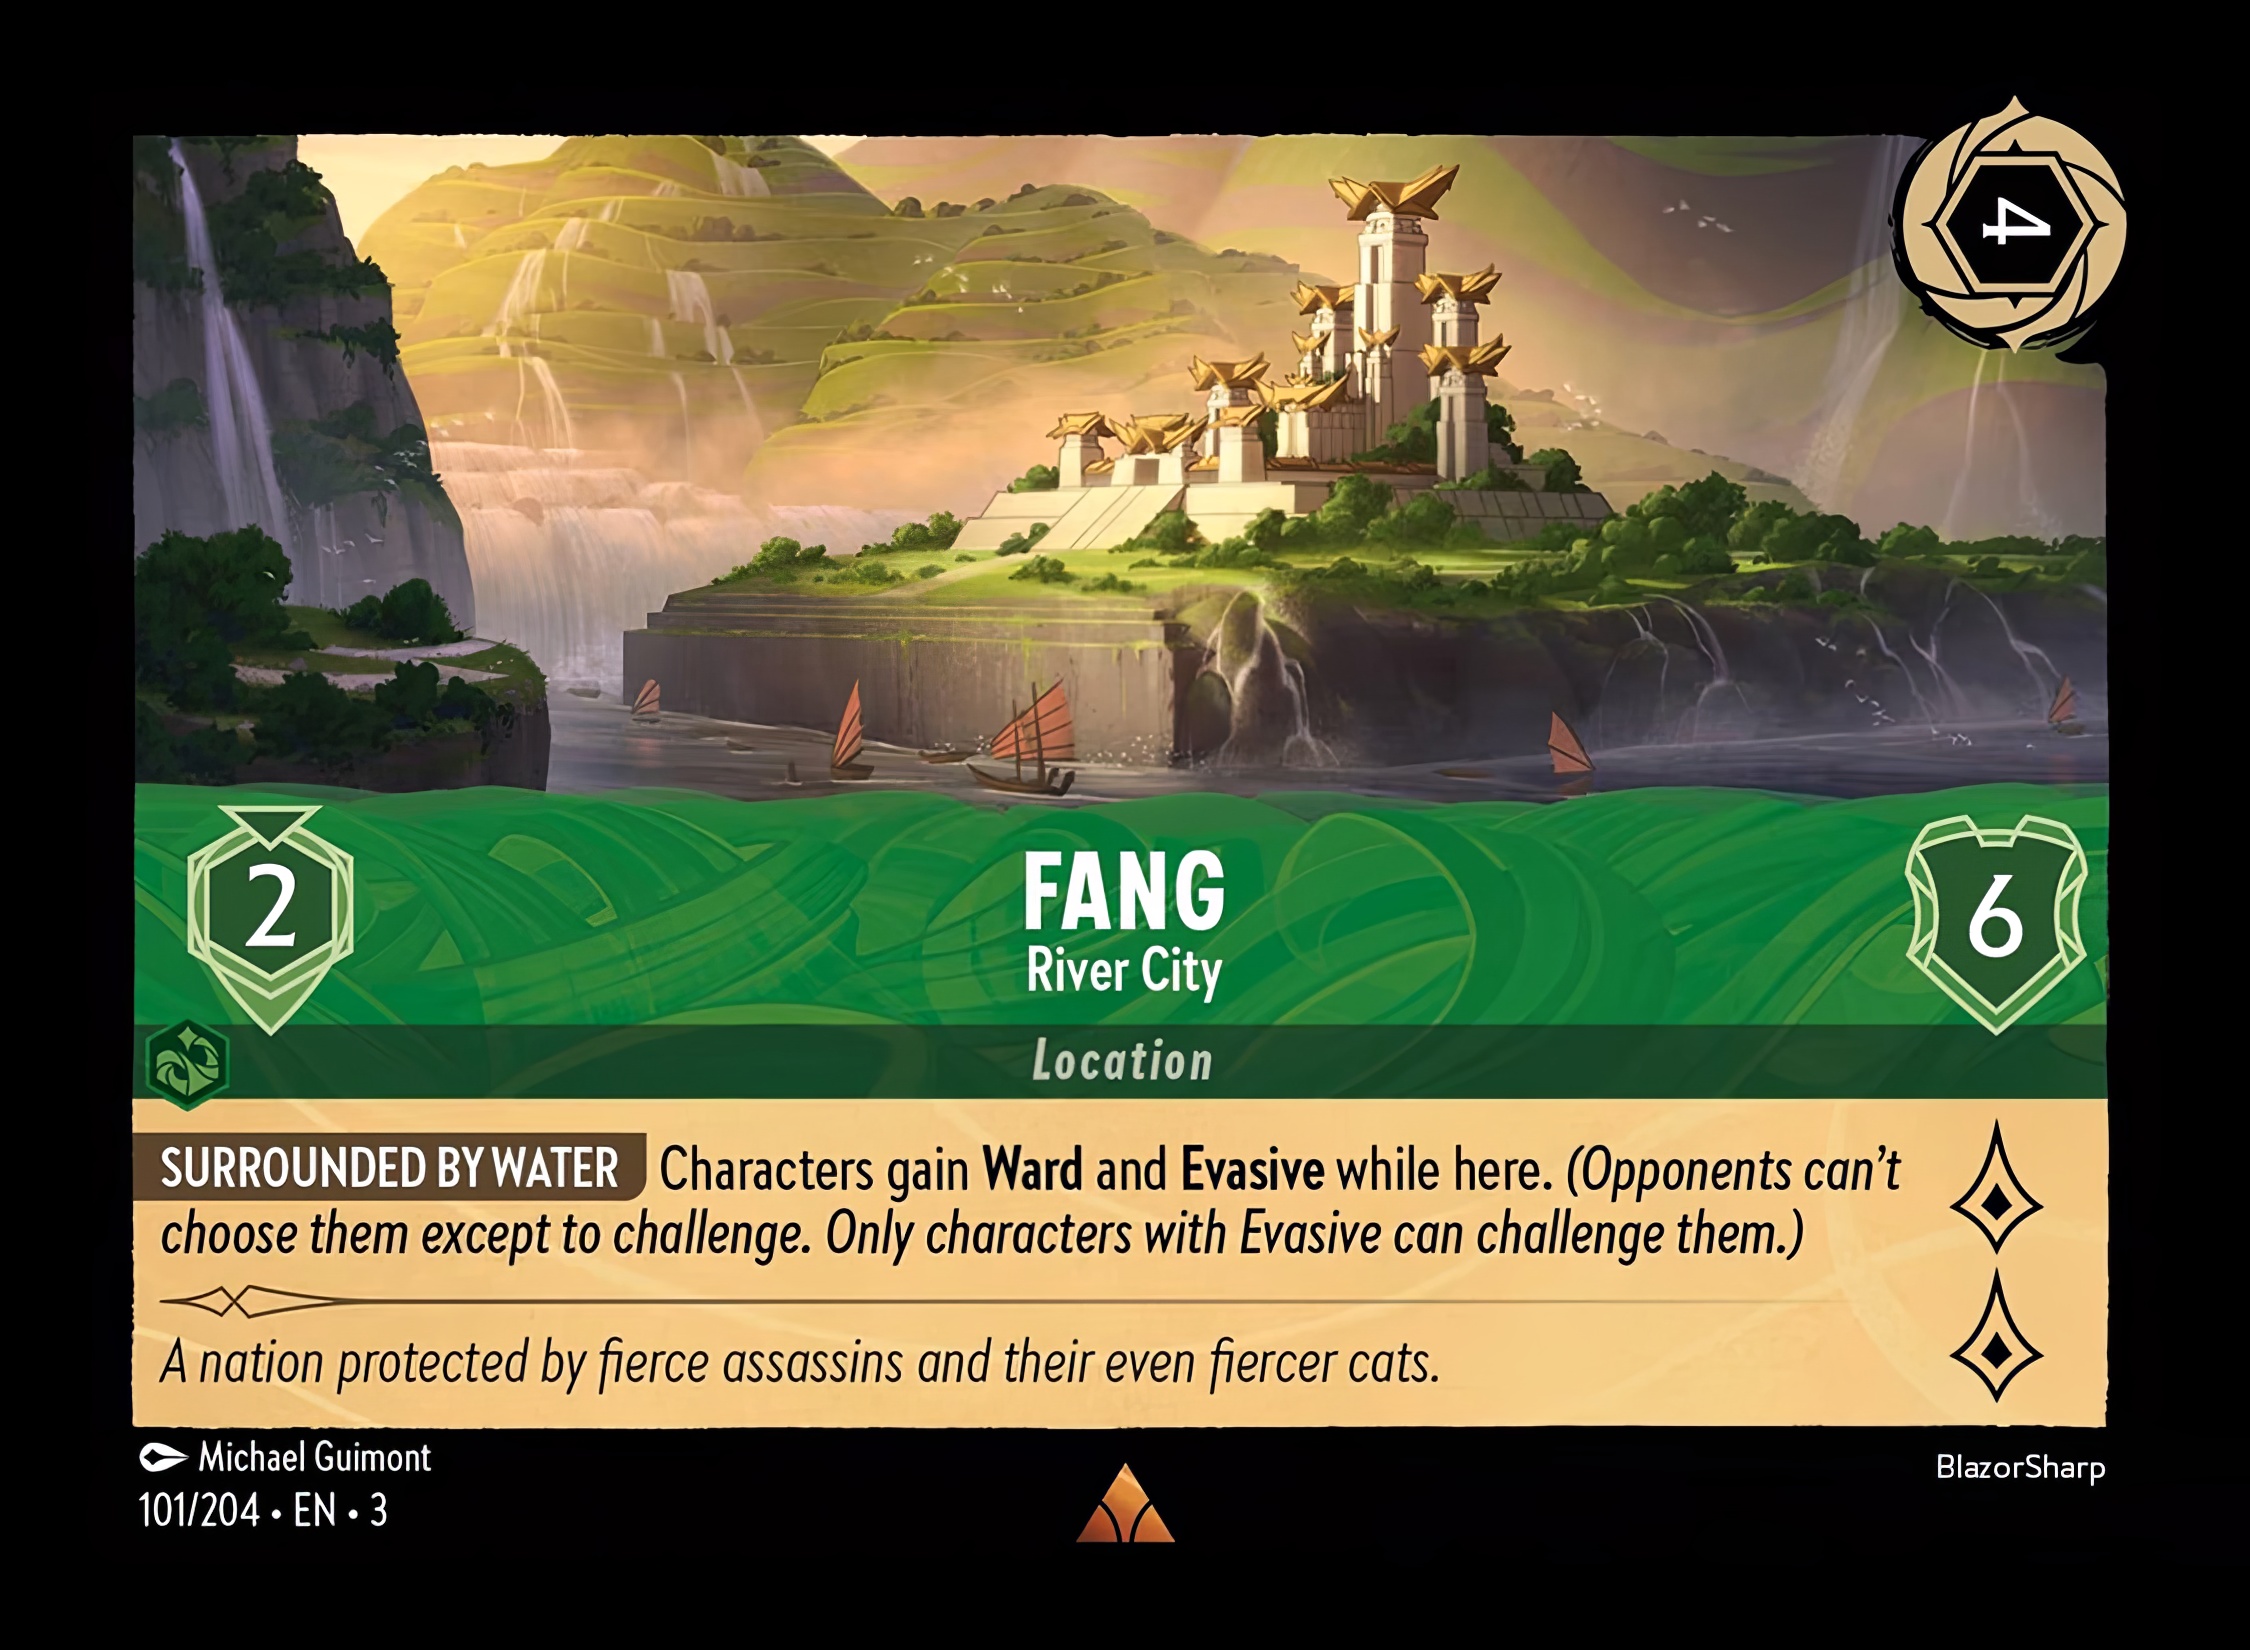 4
2
FANG
6
River City
Location
SURROUNDED BY WATER Characters gain Ward and Evasive while here. (Opponents can't
choose them except to challenge. Only characters with Evasive can challenge them.)
A nation protected by fierce assassins and their even fiercer cats.
Michael Guimont
BlazorSharp
101/204 • EN • 3